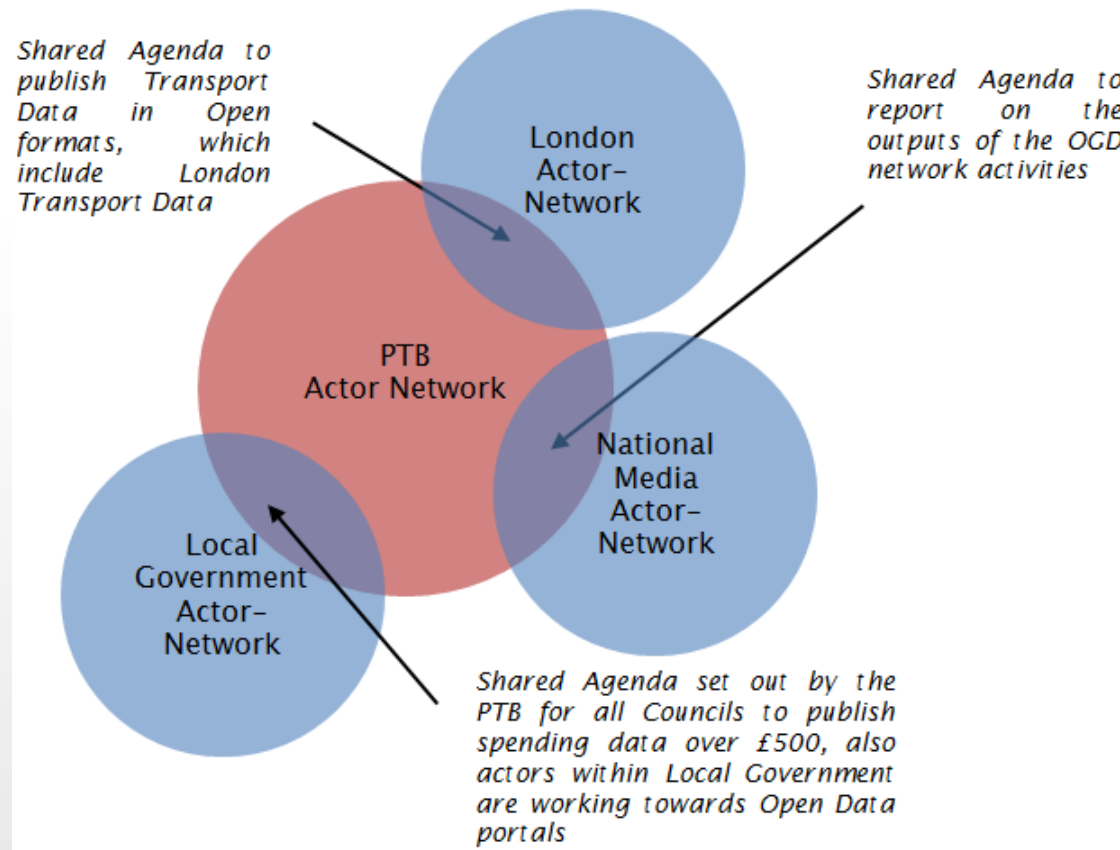 Shared Agenda to
publish Transport
Data in Open
formats, which
include London
Transport Data
London
Actor-
Network
Shared Agenda to
report on the
outputs of the OGD
network activities
PTB
Actor Network
National
Media
Actor-
Network
Local
Government
Actor-
Network
Shared Agenda set out by the
PTB for all Councils to publish
spending data over £500, also
actors within Local Government
are working towards Open Data
portals